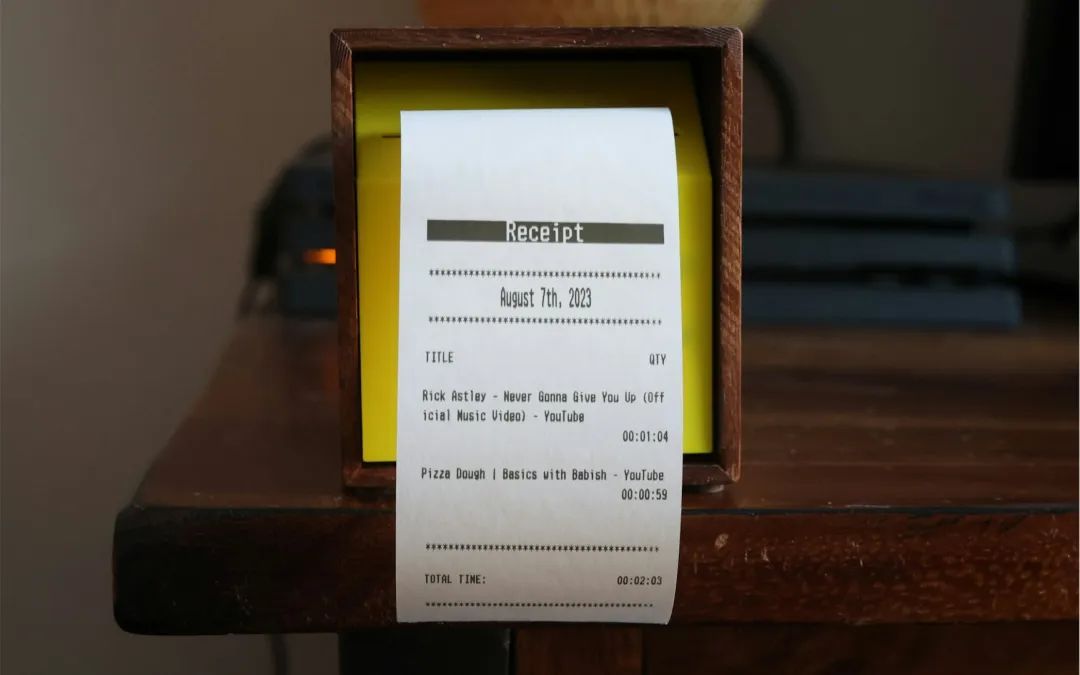 Receipt
****************************************
August 7th, 2023
****************************************
TITLE QTY
Rick Astley - Never Gonna Give You Up (Off
icial Music Video) - YouTube
00:01:04
Pizza Dough | Basics with Babish - YouTube
00:00:59
****************************************
TOTAL TIME: 00:02:03
****************************************